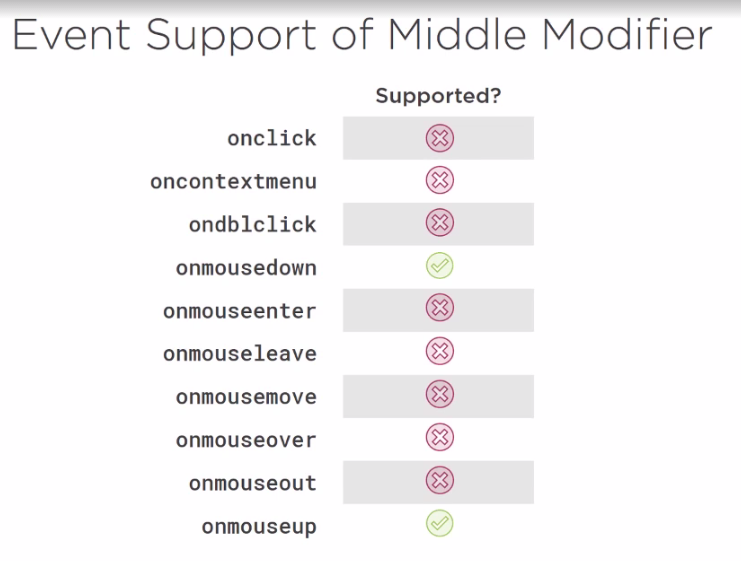 Event Support of Middle Modifier
Supported?
onclick
oncontextmenu
ondblclick
onmousedown
onmouseenter
onmouseleave
onmousemove
onmouseover
onmouseout
onmouseup